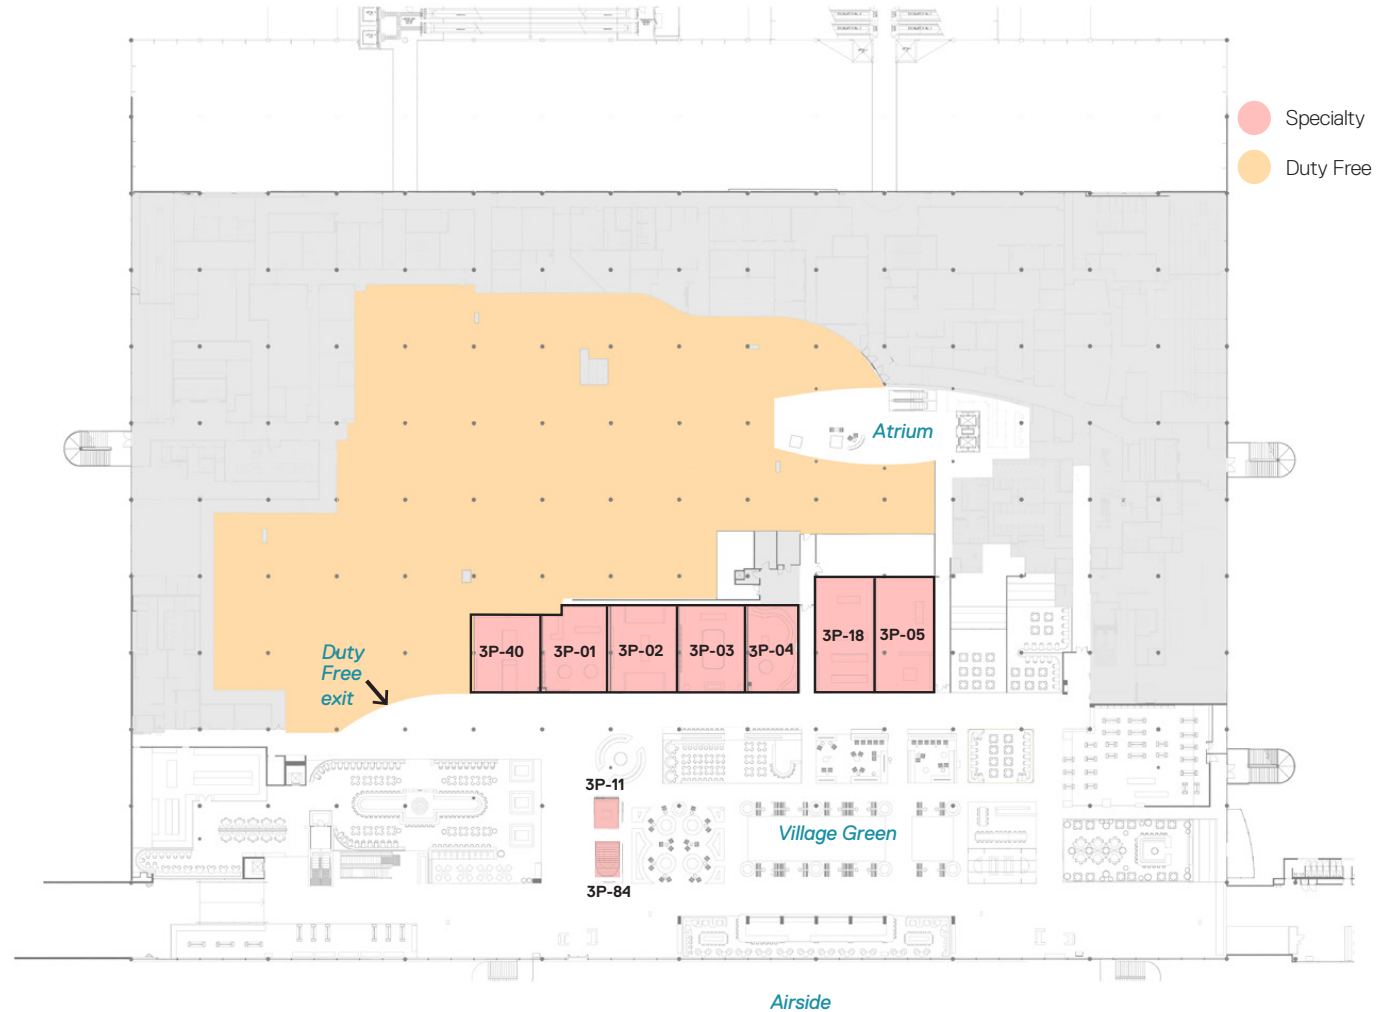 Specialty
Duty Free
Atrium
3P-18
3P-05
3P-40
3P-01
3P-02
3P-03
3P-04
Duty
Free
exit
3P-11
Village Green
3P-84
Airside